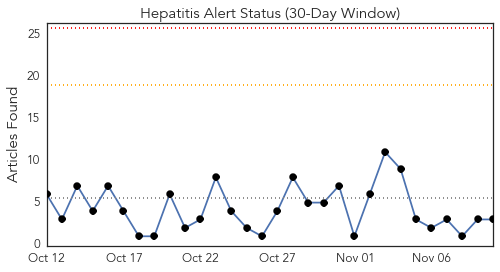 Hepatitis Alert Status (30-Day Window)
Articles Found
25
20
15
10
5
0
Oct 12 Oct 17 Oct 22 Oct 27 Nov 01 Nov 06